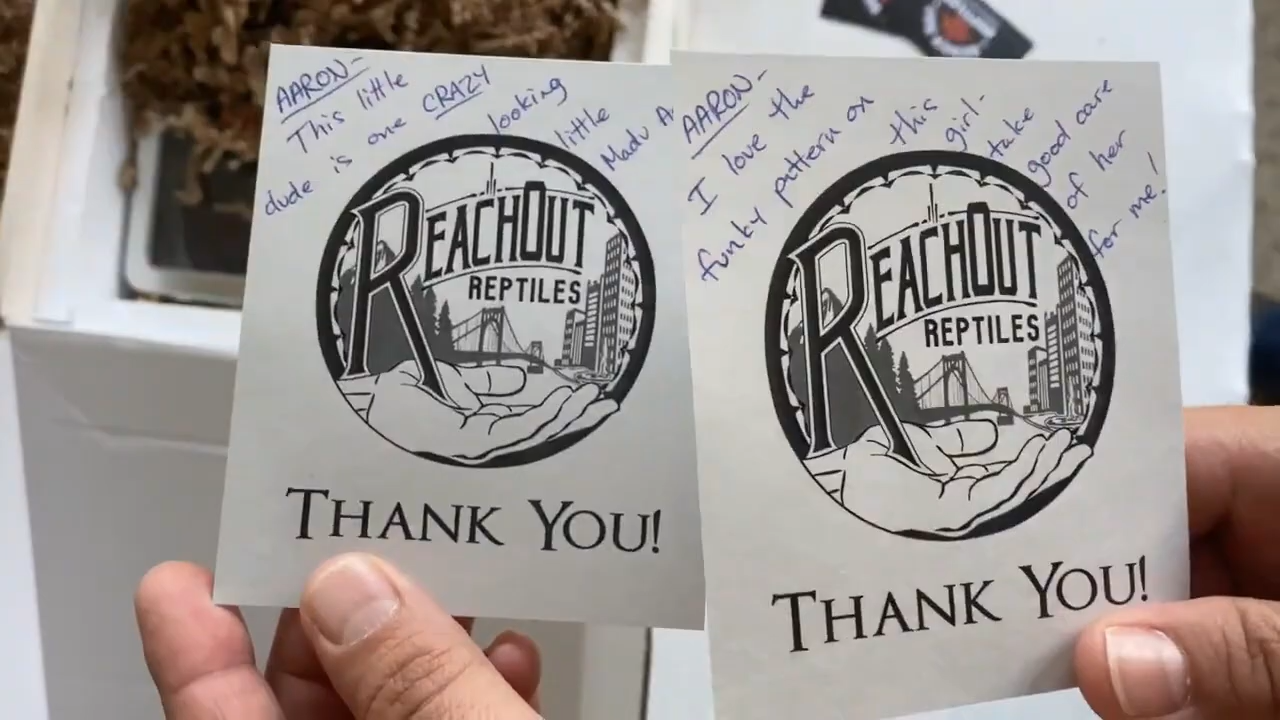 AARON-
This little
dude is one CRAZY looking little Madu A
REACHOUT
REPTILES
THANK YOU!
AARON-
I love the
funky pattern on this girl- take good care of her for me!
REACHOUT
REPTILES
THANK YOU!